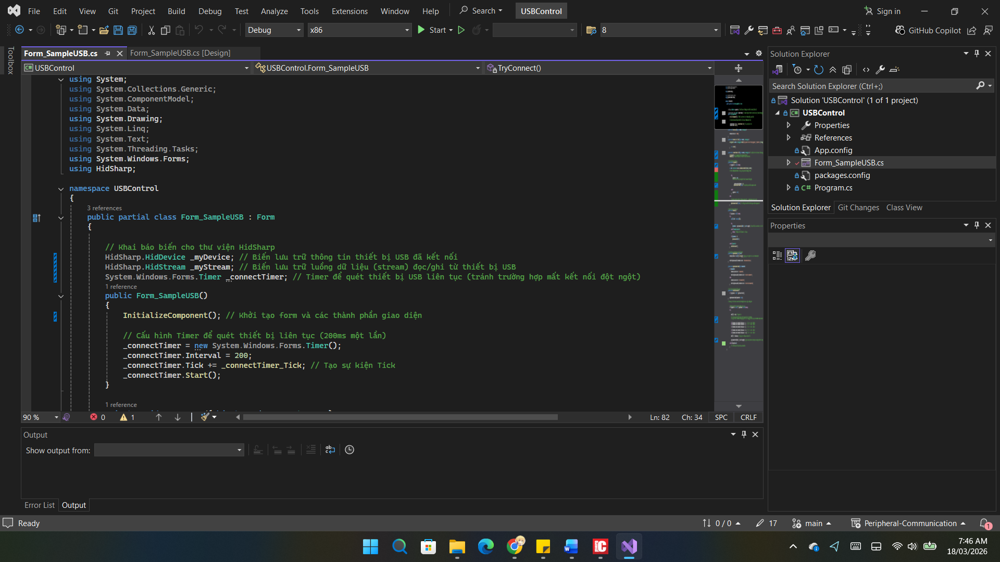 File Edit View Git Project Build Debug Test Analyze Tools Extensions Window Help Search USBControl Sign in
Debug x86 Start 8 GitHub Copilot
Toolbox
Form_SampleUSB.cs Form_SampleUSB.cs [Design]
USBControl USBControl.Form_SampleUSB TryConnect()
using System;
using System.Collections.Generic;
using System.ComponentModel;
using System.Data;
using System.Drawing;
using System.Linq;
using System.Text;
using System.Threading.Tasks;
using System.Windows.Forms;
using HidSharp;
namespace USBControl
{
3 references
public partial class Form_SampleUSB : Form
{
// Khai báo biến cho thư viện HidSharp
HidSharp.HidDevice _myDevice; // Biến lưu trữ thông tin thiết bị USB đã kết nối
HidSharp.HidStream _myStream; // Biến lưu trữ luồng dữ liệu (stream) đọc/ghi từ thiết bị USB
System.Windows.Forms.Timer _connectTimer; // Timer để quét thiết bị USB liên tục (tránh trường hợp mất kết nối đột ngột)
1 reference
public Form_SampleUSB()
{
InitializeComponent(); // Khởi tạo form và các thành phần giao diện
// Cấu hình Timer để quét thiết bị liên tục (200ms một lần)
_connectTimer = new System.Windows.Forms.Timer();
_connectTimer.Interval = 200;
_connectTimer.Tick += _connectTimer_Tick; // Tạo sự kiện Tick
_connectTimer.Start();
}
1 reference
90 % 0 1 Ln: 82 Ch: 34 SPC CRLF
Output
Show output from:
Error List Output
Solution Explorer
Search Solution Explorer (Ctrl+;)
Solution 'USBControl' (1 of 1 project)
USBControl
Properties
References
App.config
Form_SampleUSB.cs
packages.config
Program.cs
Solution Explorer Git Changes Class View
Properties
Ready 0 / 0 17 main Peripheral-Communication 1
7:46 AM
18/03/2026